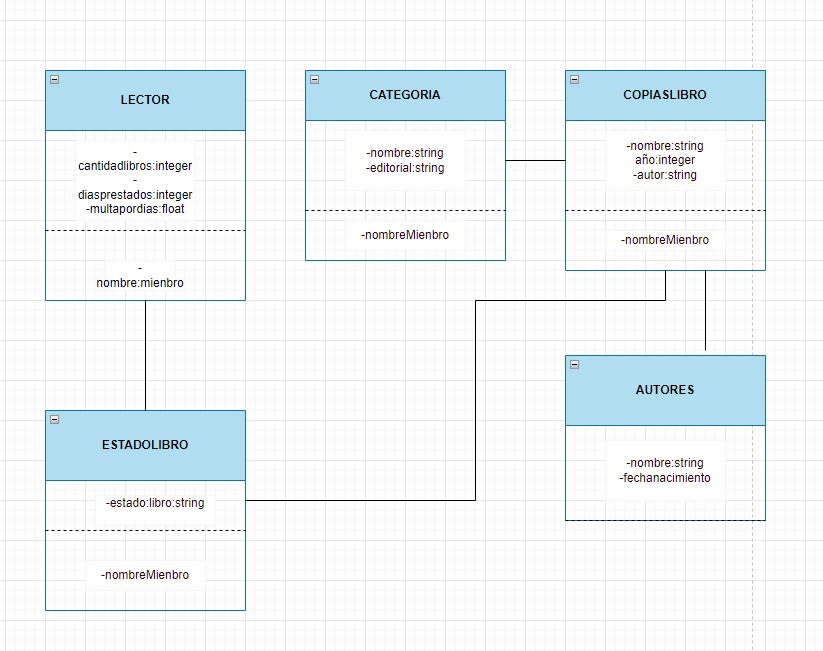 LECTOR
-
cantidadlibros:integer
-
diasprestados:integer
-multapordias:float
-
nombre:mienbro
CATEGORIA
-nombre:string
-editorial:string
-nombreMienbro
COPIASLIBRO
-nombre:string
año:integer
-autor:string
-nombreMienbro
ESTADOLIBRO
-estado:libro:string
-nombreMienbro
AUTORES
-nombre:string
-fechanacimiento